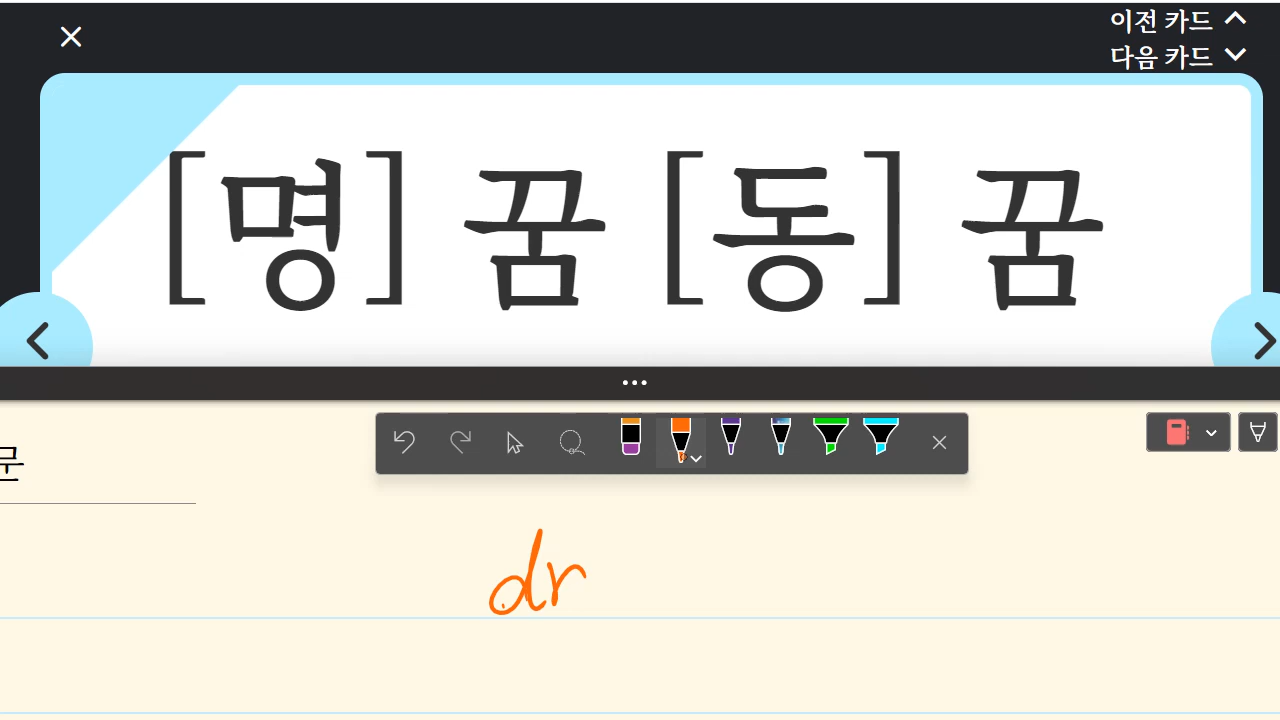 이전 카드
다음 카드
[명] 꿈 [동] 꿈
문
dr